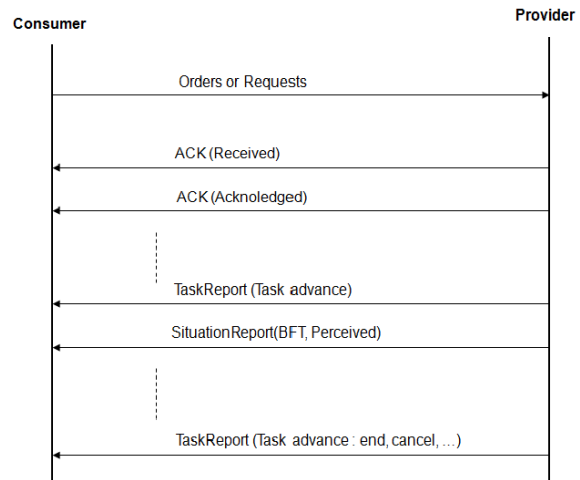 Consumer
Provider
Orders or Requests
ACK (Received)
ACK (Acknoledged)
TaskReport (Task advance)
SituationReport(BFT, Perceived)
TaskReport (Task advance : end, cancel, ...)